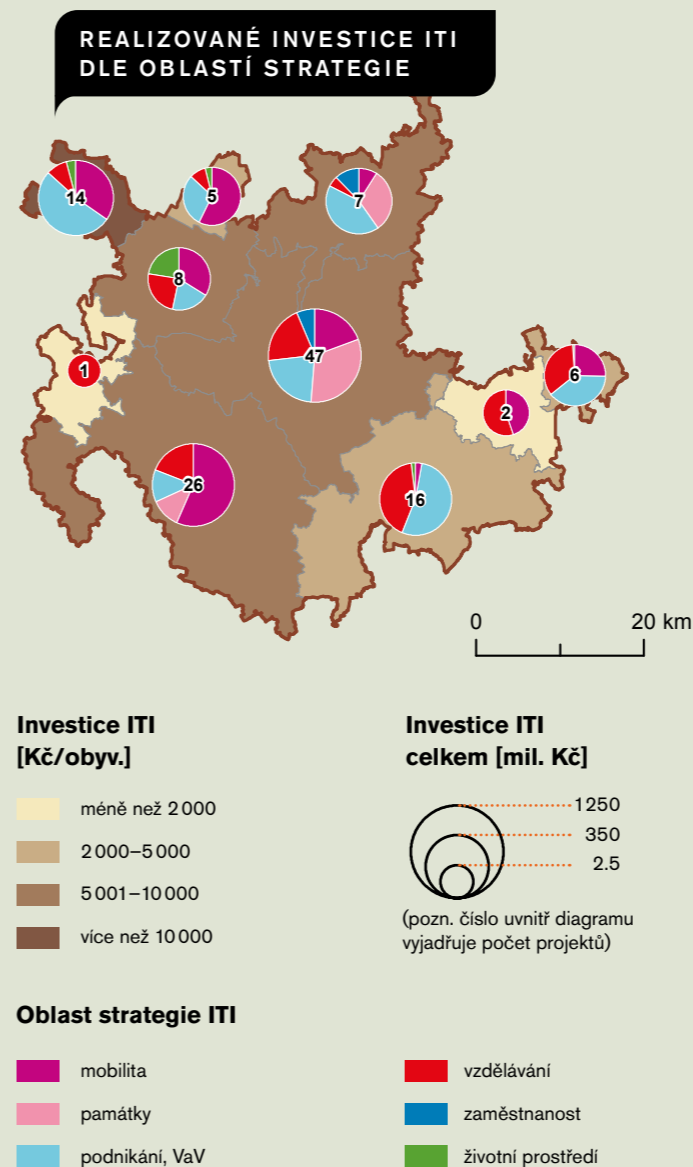 REALIZOVANÉ INVESTICE ITI
DLE OBLASTÍ STRATEGIE
14
5
7
8
47
1
6
2
26
16
0 20 km
Investice ITI
[Kč/obyv.]
méně než 2 000
2 000–5 000
5 001–10 000
více než 10 000
Investice ITI
celkem [mil. Kč]
1250
350
2.5
(pozn. číslo uvnitř diagramu
vyjadřuje počet projektů)
Oblast strategie ITI
mobilita
památky
podnikání, VaV
vzdělávání
zaměstnanost
životní prostředí